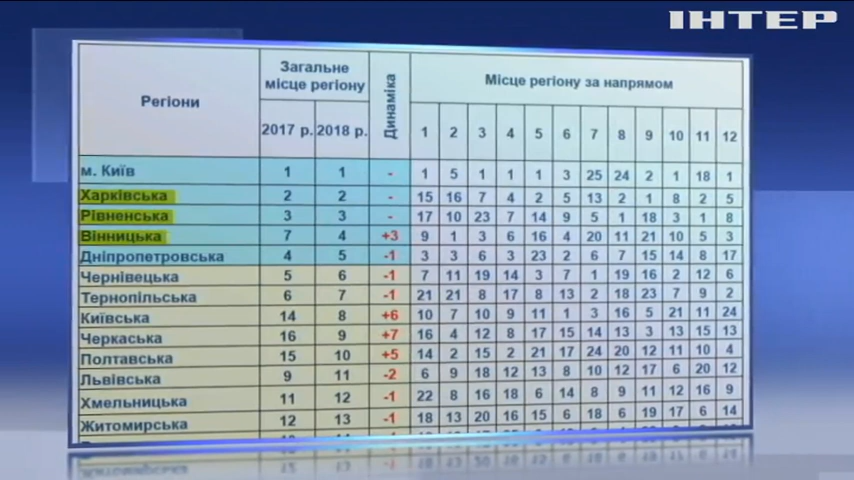 ІНТЕР
Регіони Загальне місце регіону Динаміка Місце регіону за напрямом
2017 р. 2018 р. 1 2 3 4 5 6 7 8 9 10 11 12
м. Київ 1 1 - 1 5 1 1 1 3 25 24 2 1 18 1
Харківська 2 2 - 15 16 7 4 2 5 13 2 1 8 2 5
Рівненська 3 3 - 17 10 23 7 14 9 5 1 18 3 1 8
Вінницька 7 4 +3 9 1 3 6 16 4 20 11 21 10 5 3
Дніпропетровська 4 5 -1 3 3 6 3 23 2 6 7 15 14 8 17
Чернівецька 5 6 -1 7 11 19 14 3 7 1 19 16 2 12 6
Тернопільська 6 7 -1 21 21 8 17 8 13 2 18 23 7 9 2
Київська 14 8 +6 10 7 10 9 11 1 3 16 5 21 11 24
Черкаська 16 9 +7 16 4 12 8 17 15 14 13 3 13 15 13
Полтавська 15 10 +5 14 2 15 2 21 17 24 20 12 11 10 4
Львівська 9 11 -2 6 9 18 12 13 8 10 12 17 6 20 12
Хмельницька 11 12 -1 22 8 16 18 6 14 8 9 11 12 16 9
Житомирська 12 13 -1 18 13 20 16 15 6 18 6 19 17 6 14